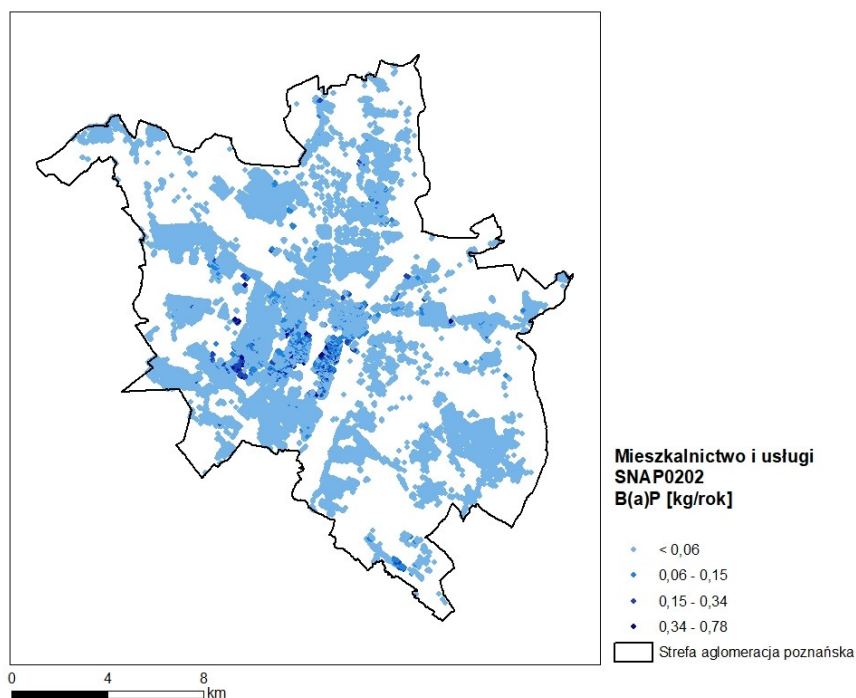 Mieszkalnictwo i usługi
SNAP0202
B(a)P [kg/rok]
< 0,06
0,06 - 0,15
0,15 - 0,34
0,34 - 0,78
Strefa aglomeracja poznańska
0 4 8
km